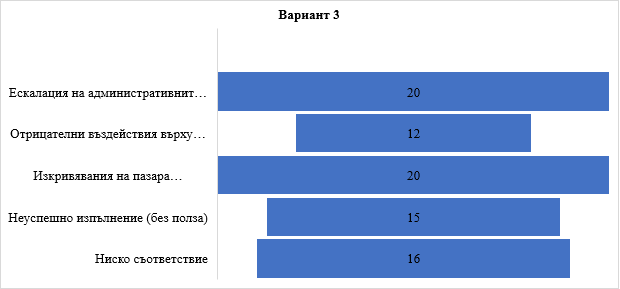 Вариант 3
Ескалация на административнит…
20
Отрицателни въздействия върху…
12
Изкривявания на пазара…
20
Неуспешно изпълнение (без полза)
15
Ниско съответствие
16